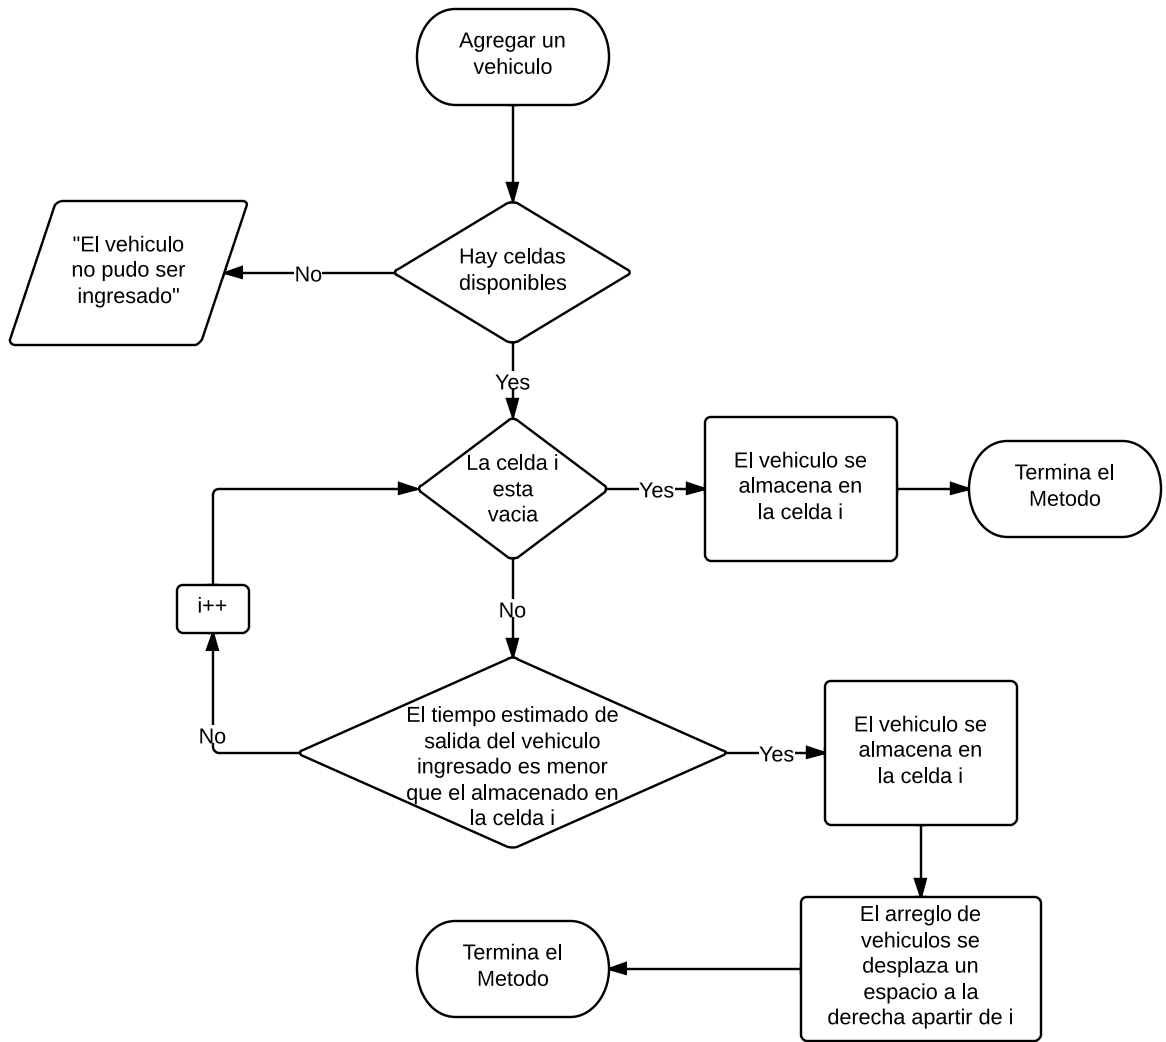 Agregar un
vehiculo
"El vehiculo
no pudo ser
ingresado"
No
Hay celdas
disponibles
Yes
La celda i
esta
vacia
Yes
El vehiculo se
almacena en
la celda i
Termina el
Metodo
i++
No
No
El tiempo estimado de
salida del vehiculo
ingresado es menor
que el almacenado en
la celda i
Yes
El vehiculo se
almacena en
la celda i
El arreglo de
vehiculos se
desplaza un
espacio a la
derecha apartir de i
Termina el
Metodo